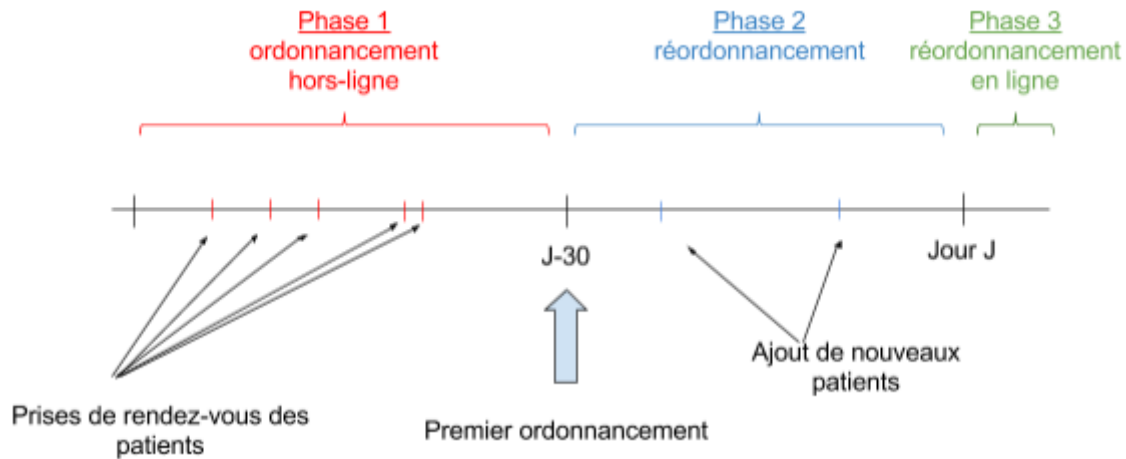 Phase 1
ordonnancement
hors-ligne
Phase 2
réordonnancement
Phase 3
réordonnancement
en ligne
J-30
Jour J
Prises de rendez-vous des
patients
Premier ordonnancement
Ajout de nouveaux
patients